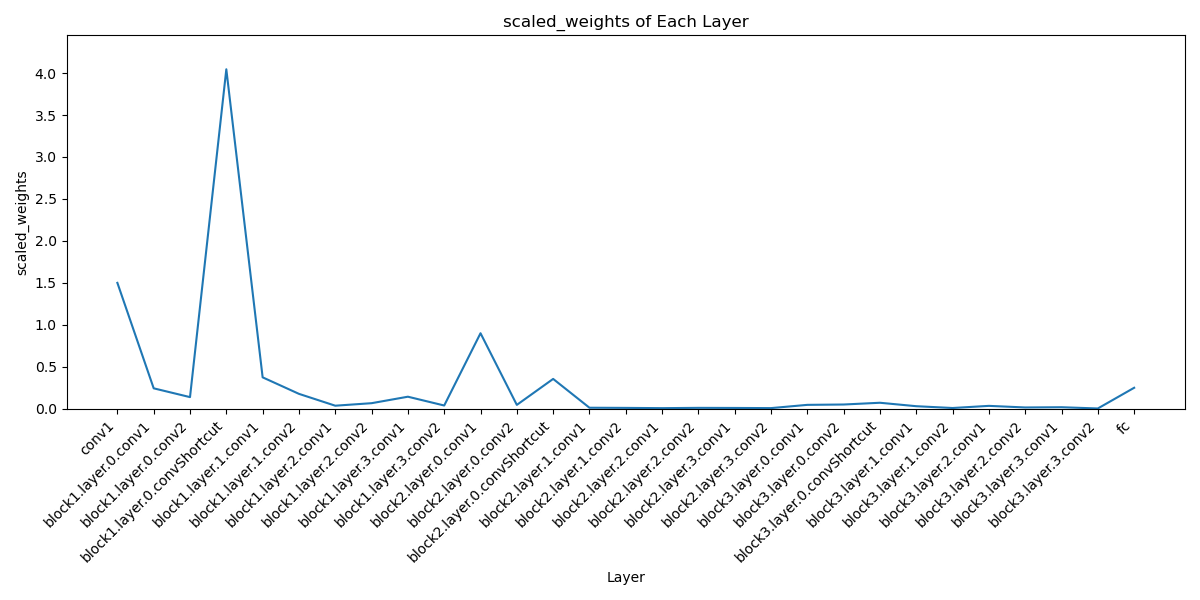 scaled_weights of Each Layer
scaled_weights
4.0
3.5
3.0
2.5
2.0
1.5
1.0
0.5
0.0
conv1
block1.layer.0.conv1
block1.layer.0.conv2
block1.layer.0.convShortcut
block1.layer.1.conv1
block1.layer.1.conv2
block1.layer.2.conv1
block1.layer.2.conv2
block1.layer.3.conv1
block1.layer.3.conv2
block2.layer.0.conv1
block2.layer.0.conv2
block2.layer.0.convShortcut
block2.layer.1.conv1
block2.layer.1.conv2
block2.layer.2.conv1
block2.layer.2.conv2
block2.layer.3.conv1
block2.layer.3.conv2
block3.layer.0.conv1
block3.layer.0.conv2
block3.layer.0.convShortcut
block3.layer.1.conv1
block3.layer.1.conv2
block3.layer.2.conv1
block3.layer.2.conv2
block3.layer.3.conv1
block3.layer.3.conv2
fc
Layer